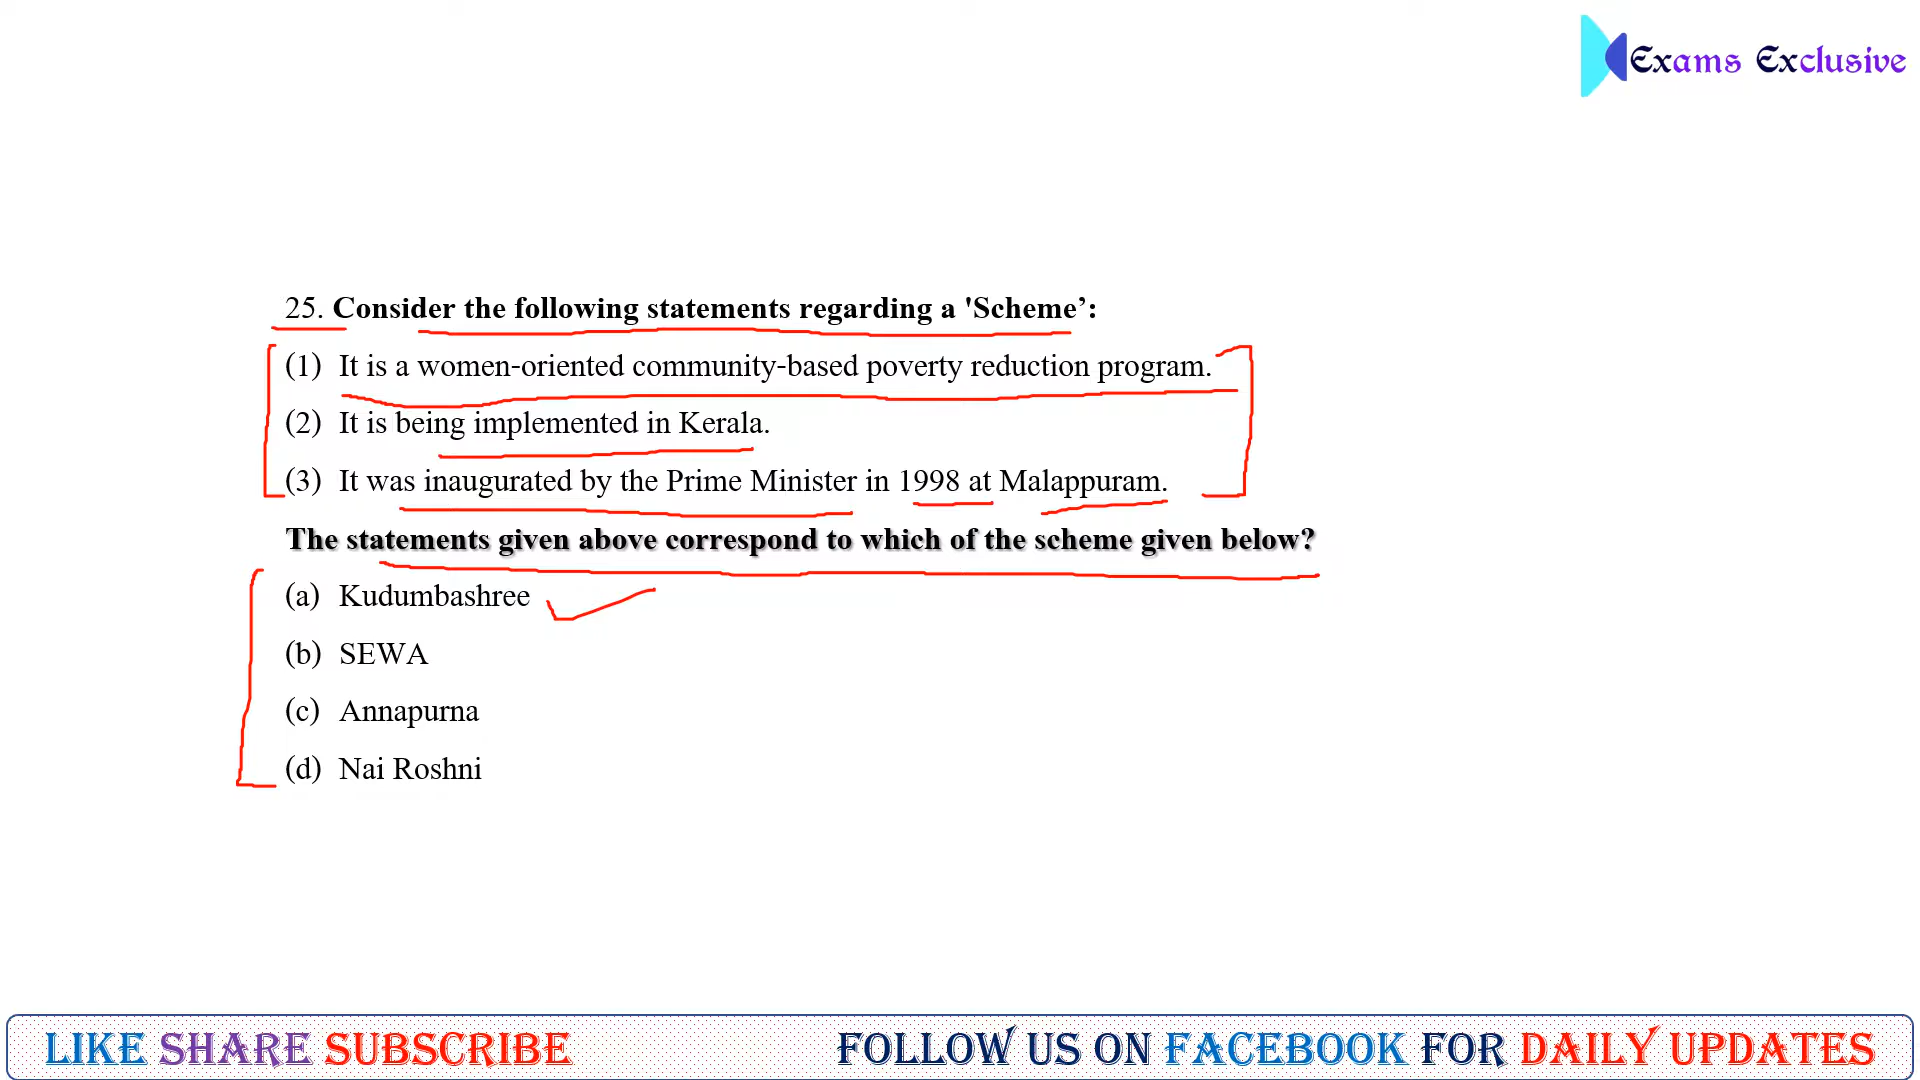 Exams Exclusive
25. Consider the following statements regarding a 'Scheme’:
(1) It is a women-oriented community-based poverty reduction program.
(2) It is being implemented in Kerala.
(3) It was inaugurated by the Prime Minister in 1998 at Malappuram.
The statements given above correspond to which of the scheme given below?
(a) Kudumbashree
(b) SEWA
(c) Annapurna
(d) Nai Roshni
LIKE SHARE SUBSCRIBE FOLLOW US ON FACEBOOK FOR DAILY UPDATES